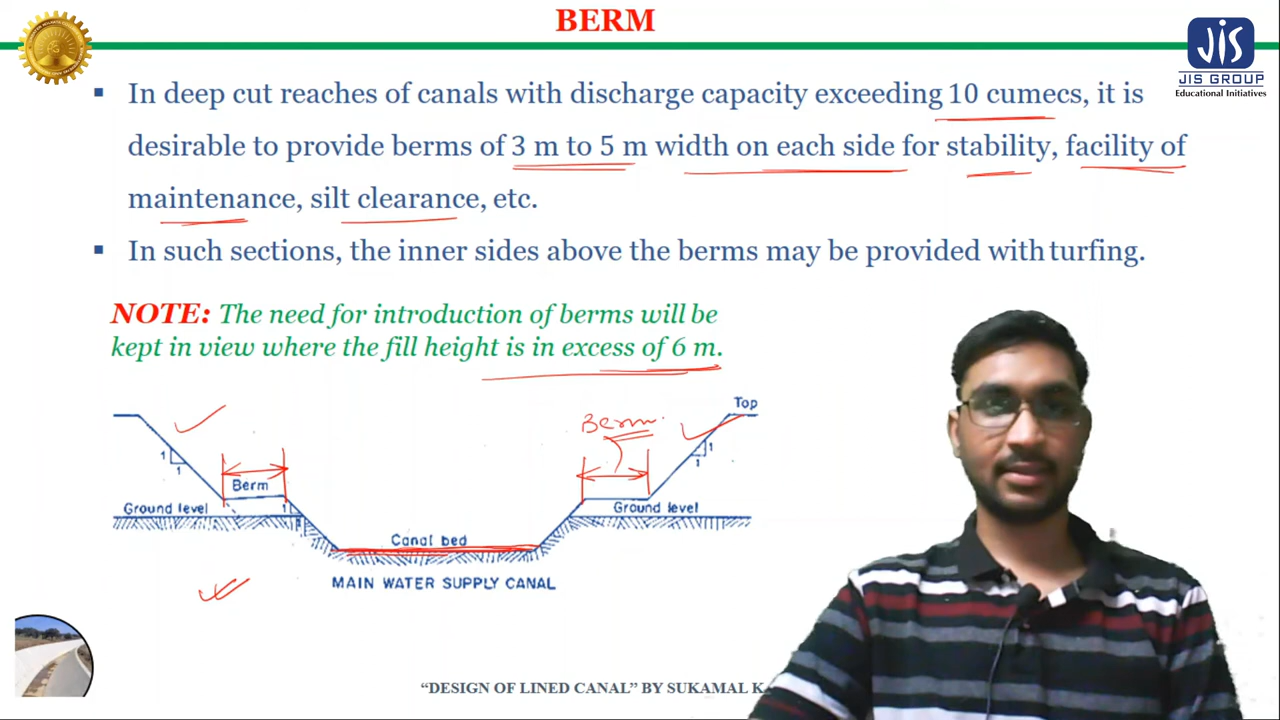 BERM
JIS
JIS GROUP
Educational Initiatives
▪ In deep cut reaches of canals with discharge capacity exceeding 10 cumecs, it is
desirable to provide berms of 3 m to 5 m width on each side for stability, facility of
maintenance, silt clearance, etc.
▪ In such sections, the inner sides above the berms may be provided with turfing.
NOTE: The need for introduction of berms will be
kept in view where the fill height is in excess of 6 m.
Top
Berm
1
1
1
1
Berm
1
Ground level
Ground level
Canal bed
MAIN WATER SUPPLY CANAL
“DESIGN OF LINED CANAL” BY SUKAMAL